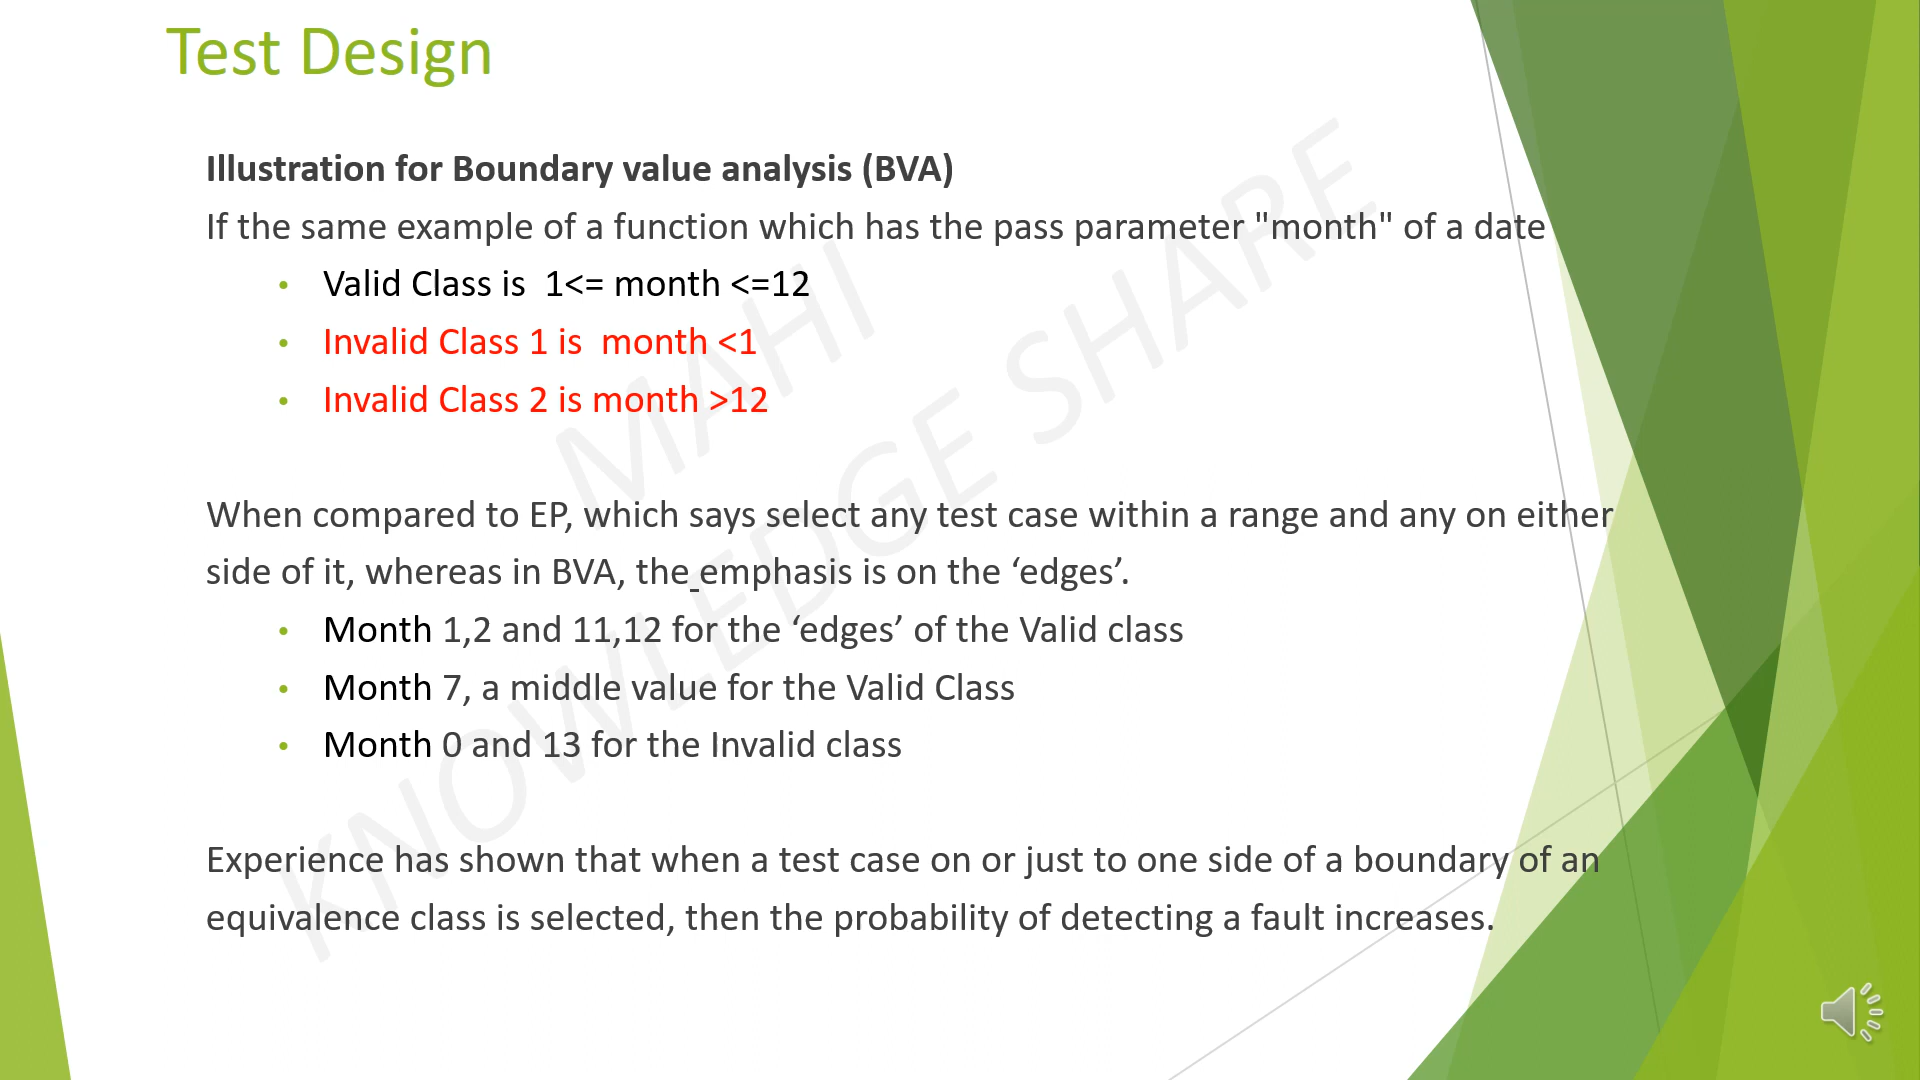 Test Design
Illustration for Boundary value analysis (BVA)
If the same example of a function which has the pass parameter "month" of a date
• Valid Class is  1<= month <=12
• Invalid Class 1 is  month <1
• Invalid Class 2 is month >12
When compared to EP, which says select any test case within a range and any on either
side of it, whereas in BVA, the emphasis is on the ‘edges’.
• Month 1,2 and 11,12 for the ‘edges’ of the Valid class
• Month 7, a middle value for the Valid Class
• Month 0 and 13 for the Invalid class
Experience has shown that when a test case on or just to one side of a boundary of an
equivalence class is selected, then the probability of detecting a fault increases.
MAHI
KNOWLEDGE SHARE